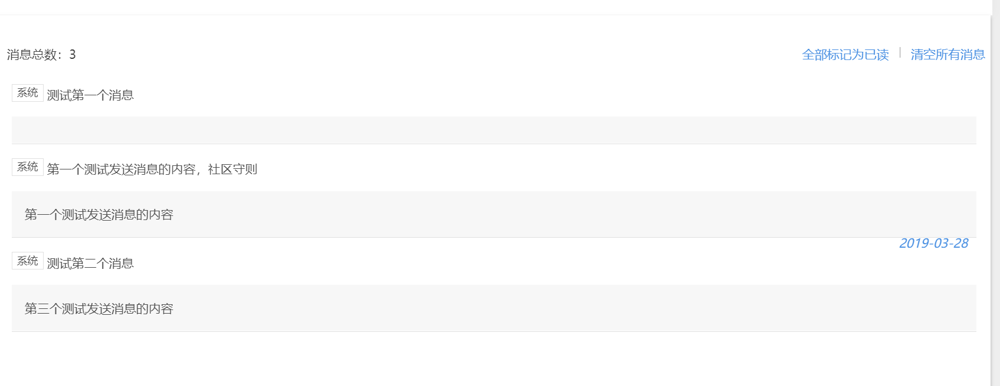 消息总数：3
全部标记为已读 | 清空所有消息
系统 测试第一个消息
系统 第一个测试发送消息的内容，社区守则
第一个测试发送消息的内容
2019-03-28
系统 测试第二个消息
第三个测试发送消息的内容